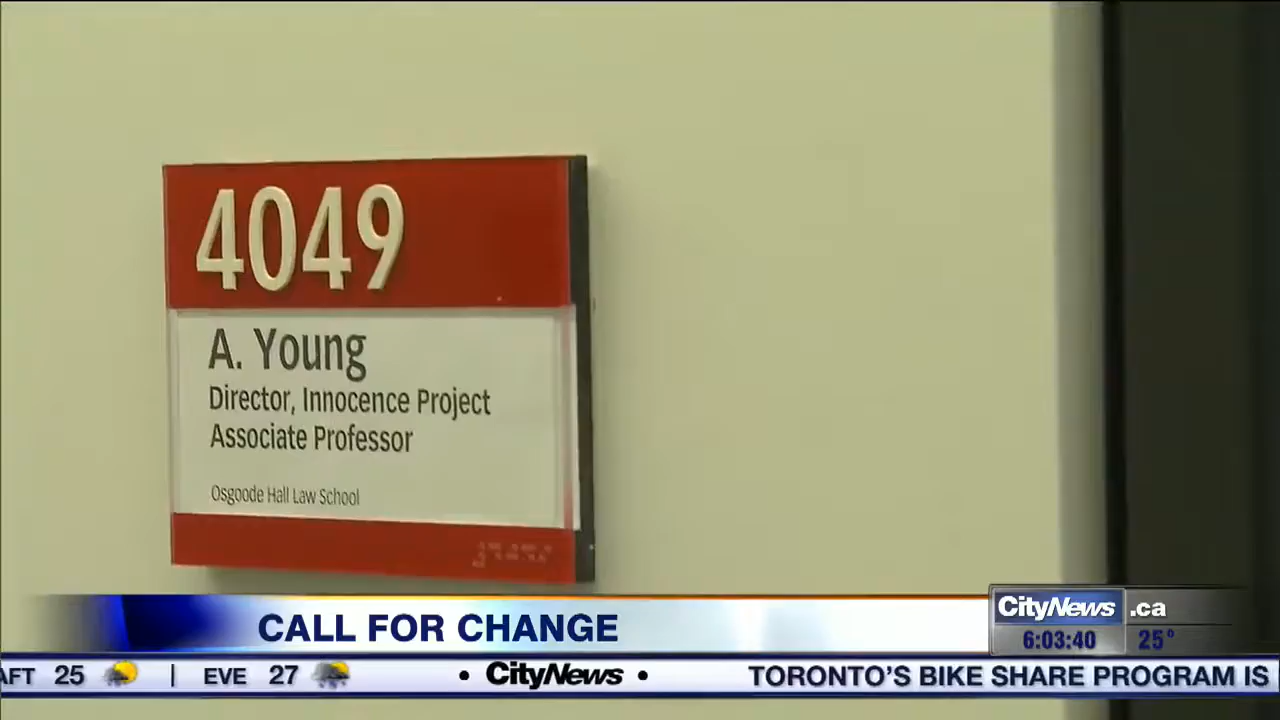 4049
A. Young
Director, Innocence Project
Associate Professor
Osgoode Hall Law School
CALL FOR CHANGE
CityNews .ca
6:03:40 25°
AFT 25 | EVE 27 • CityNews • TORONTO'S BIKE SHARE PROGRAM IS